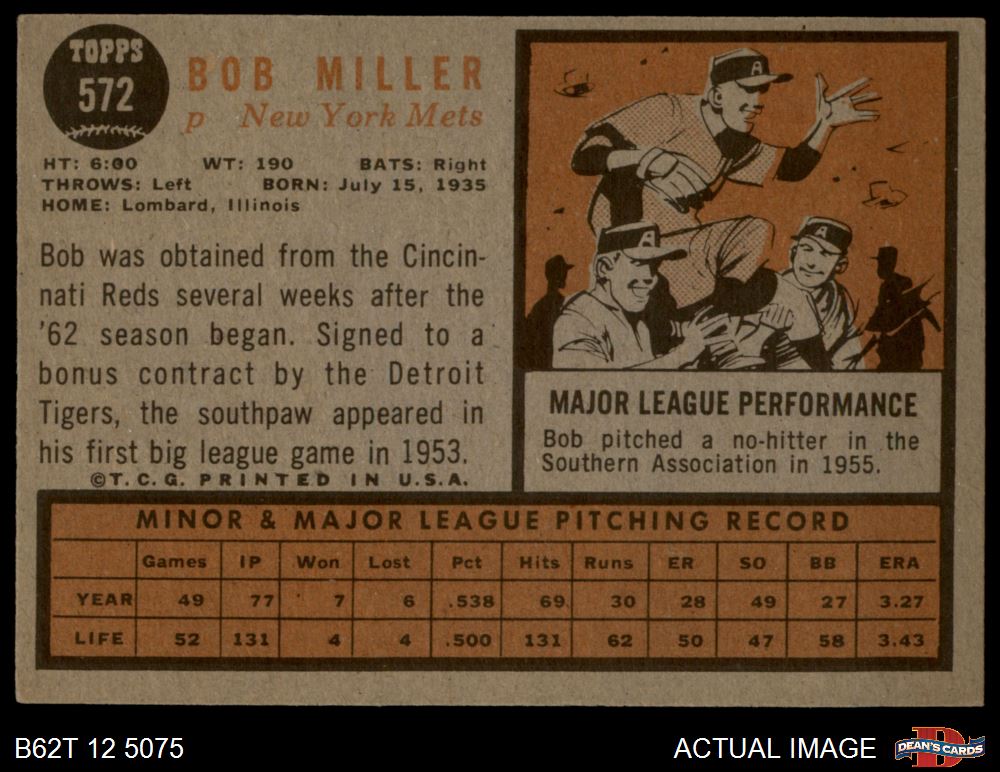 TOPPS
572
BOB MILLER
p New York Mets
HT: 6:00 WT: 190 BATS: Right
THROWS: Left BORN: July 15, 1935
HOME: Lombard, Illinois
Bob was obtained from the Cincin-
nati Reds several weeks after the
'62 season began. Signed to a
bonus contract by the Detroit
Tigers, the southpaw appeared in
his first big league game in 1953.
©T. C. G. PRINTED IN U.S.A.
A
A
A
MAJOR LEAGUE PERFORMANCE
Bob pitched a no-hitter in the
Southern Association in 1955.
MINOR & MAJOR LEAGUE PITCHING RECORD
Games IP Won Lost Pct Hits Runs ER SO BB ERA
YEAR 49 77 7 6 .538 69 30 28 49 27 3.27
LIFE 52 131 4 4 .500 131 62 50 47 58 3.43
B62T 12 5075
ACTUAL IMAGE
D
DEAN'S CARDS